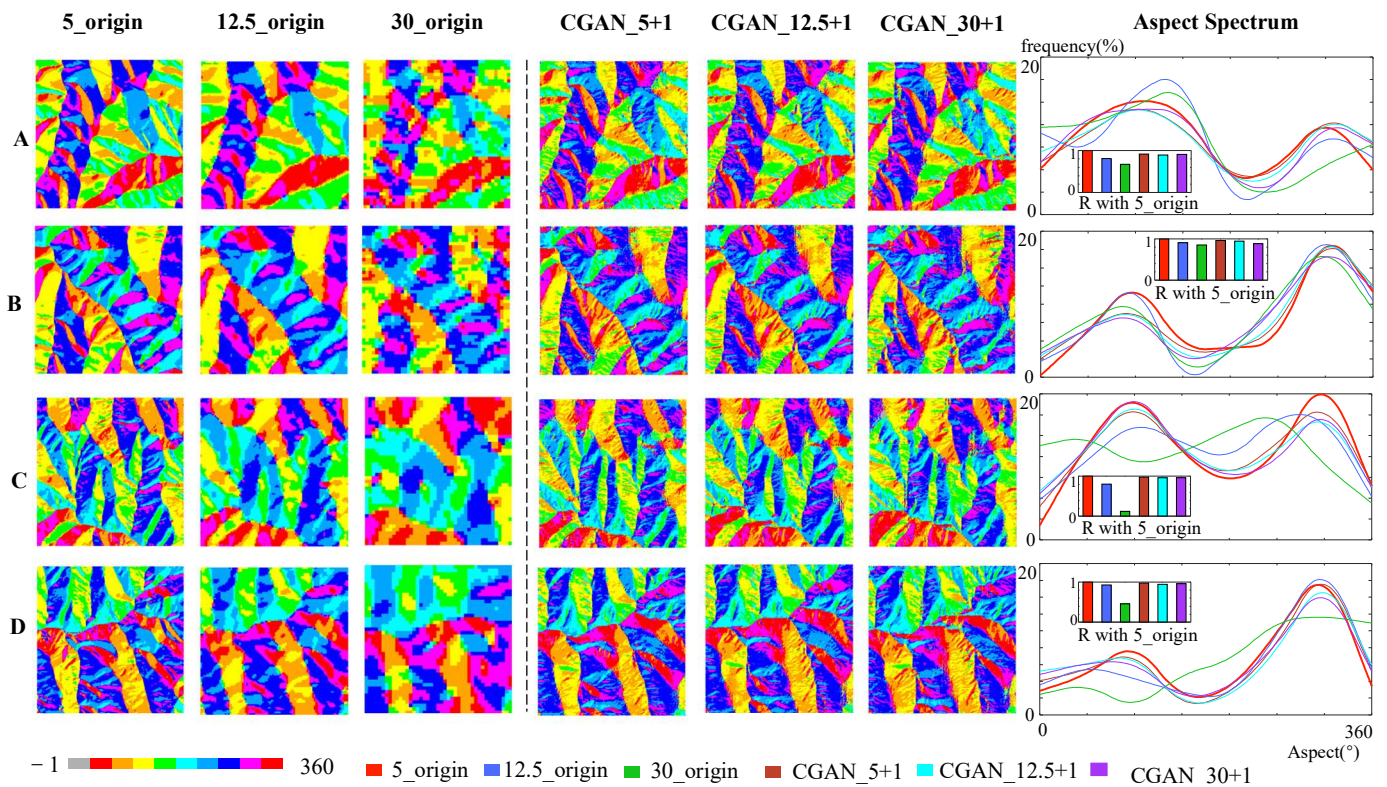 5_origin 12.5_origin 30_origin CGAN_5+1 CGAN_12.5+1 CGAN_30+1 Aspect Spectrum
frequency(%)
20
A
1
0
R with 5_origin
0
20
B
1
0
R with 5_origin
0
20
C
1
0
R with 5_origin
0
20
D
1
0
R with 5_origin
0
0 360
Aspect(°)
− 1 360 5_origin 12.5_origin 30_origin CGAN_5+1 CGAN_12.5+1 CGAN_30+1